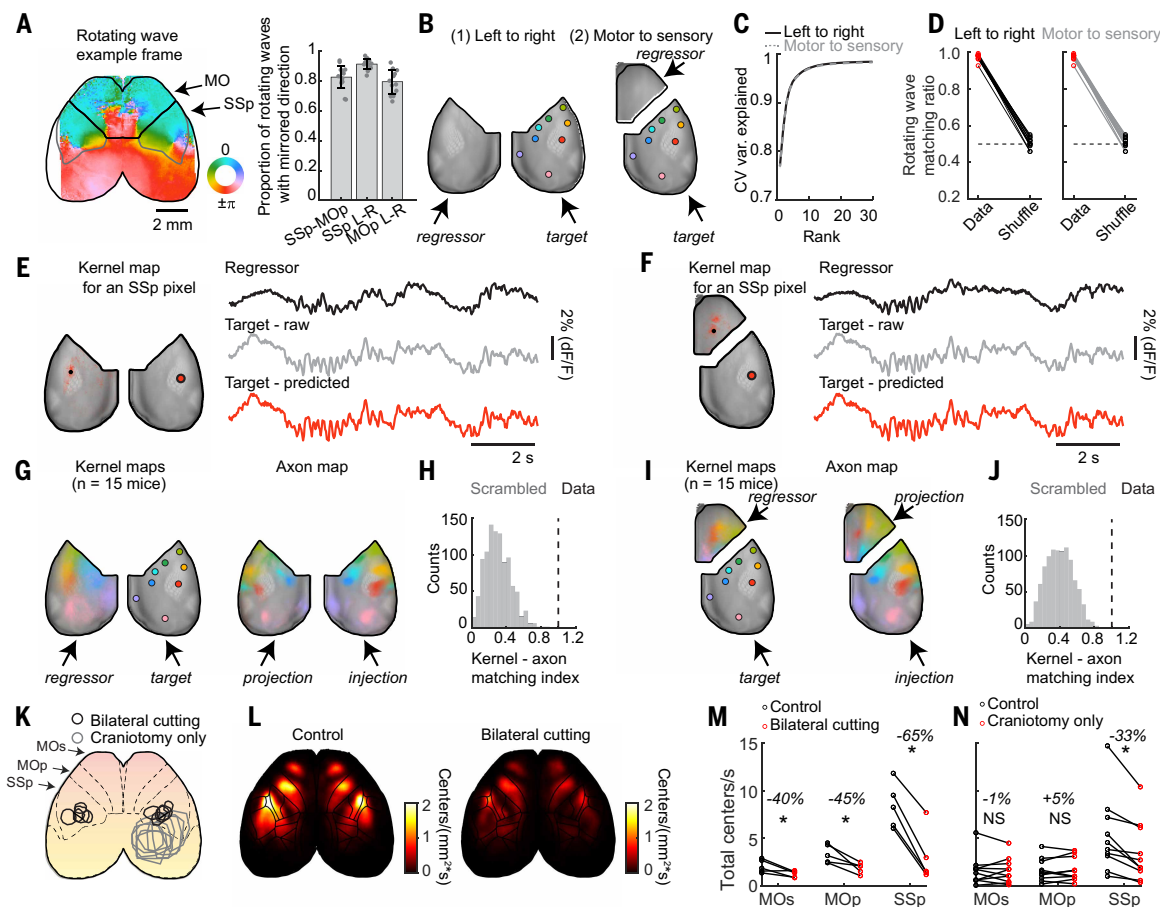 A
Rotating wave
example frame
MO
SSp
0
±π
2 mm
Proportion of rotating waves
with mirrored direction
1
0.8
0.6
0.4
0.2
0
SSp-MOp
SSp L-R
MOp L-R
B
(1) Left to right
(2) Motor to sensory
regressor
regressor
target
target
C
Left to right
Motor to sensory
CV var. explained
1
0.9
0.8
0.7
0 10 20 30
Rank
D
Left to right
Motor to sensory
Rotating wave
matching ratio
1.0
0.8
0.6
0.4
0.2
Data
Shuffle
Data
Shuffle
E
Kernel map
for an SSp pixel
Regressor
Target - raw
Target - predicted
2% (dF/F)
2 s
F
Kernel map
for an SSp pixel
Regressor
Target - raw
Target - predicted
2% (dF/F)
2 s
G
Kernel maps
(n = 15 mice)
Axon map
regressor
target
projection
injection
H
Scrambled
Data
Counts
150
100
50
0
0 0.4 0.8 1.2
Kernel - axon
matching index
I
Kernel maps
(n = 15 mice)
regressor
Axon map
projection
target
injection
J
Scrambled
Data
Counts
150
100
50
0
0 0.4 0.8 1.2
Kernel - axon
matching index
K
Bilateral cutting
Craniotomy only
MOs
MOp
SSp
L
Control
Bilateral cutting
2
1
0
Centers/(mm²*s)
2
1
0
Centers/(mm²*s)
M
Control
Bilateral cutting
Total centers/s
15
10
5
0
-40%
*
-45%
*
-65%
*
MOs MOp SSp
N
Control
Craniotomy only
-1%
NS
+5%
NS
-33%
*
MOs MOp SSp